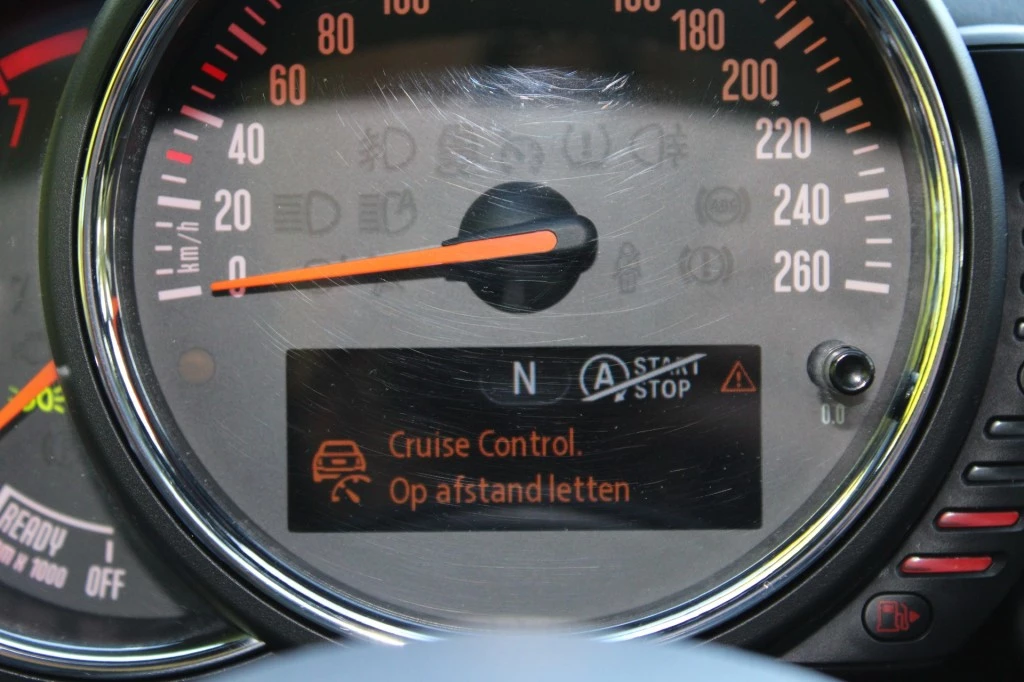 80
180
60
200
40
220
20
240
km/h
0
260
7
N
A
START
STOP
0.0
Cruise Control.
Op afstand letten
READY
OFF